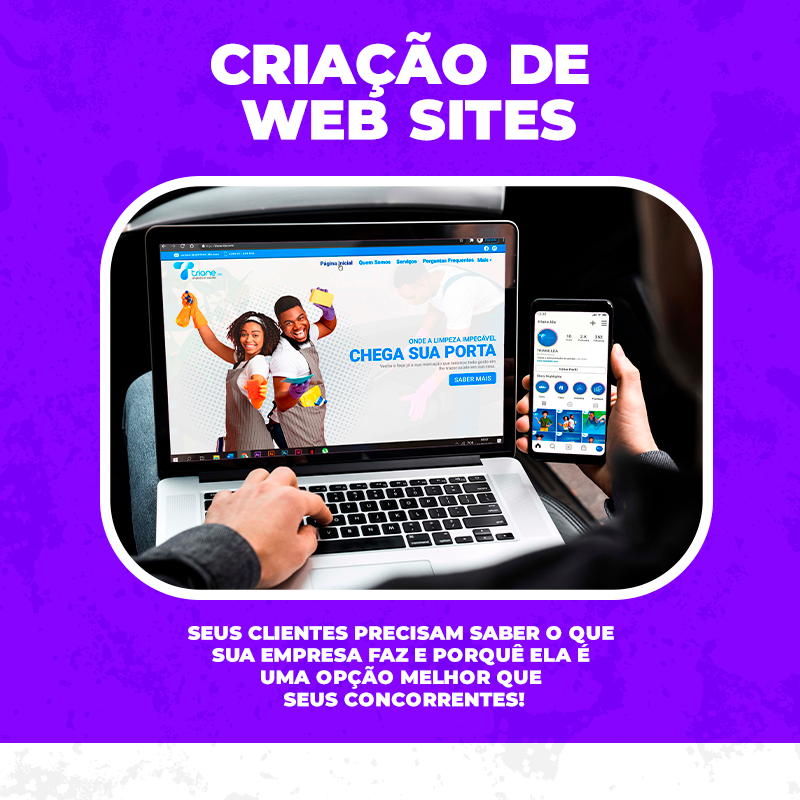 CRIAÇÃO DE
WEB SITES
triane
Página Inicial Quem Somos Serviços Perguntas Frequentes Mais
ONDE A LIMPEZA IMPECÁVEL
CHEGA SUA PORTA
SABER MAIS
SEUS CLIENTES PRECISAM SABER O QUE
SUA EMPRESA FAZ E PORQUÊ ELA É
UMA OPÇÃO MELHOR QUE
SEUS CONCORRENTES!